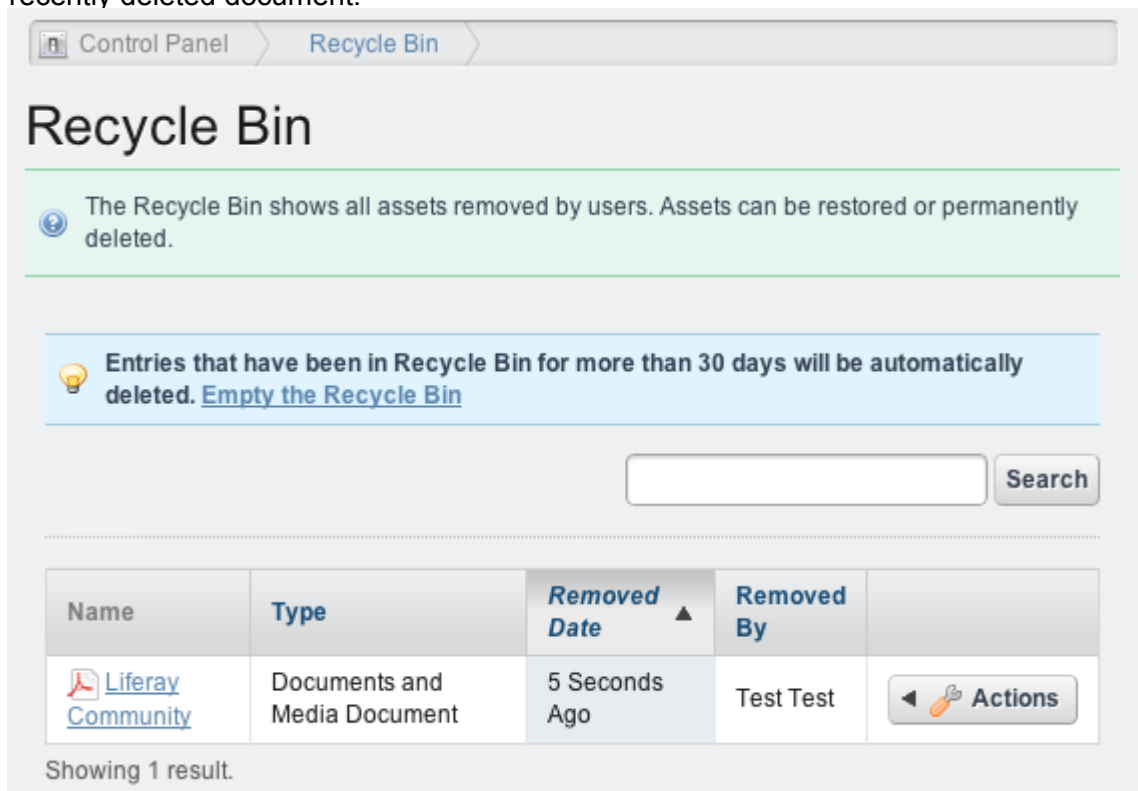 recently deleted document.
Control Panel Recycle Bin
Recycle Bin
The Recycle Bin shows all assets removed by users. Assets can be restored or permanently
deleted.
Entries that have been in Recycle Bin for more than 30 days will be automatically
deleted. Empty the Recycle Bin
Search
Name Type Removed Date Removed By
Liferay Community Documents and Media Document 5 Seconds Ago Test Test Actions
Showing 1 result.